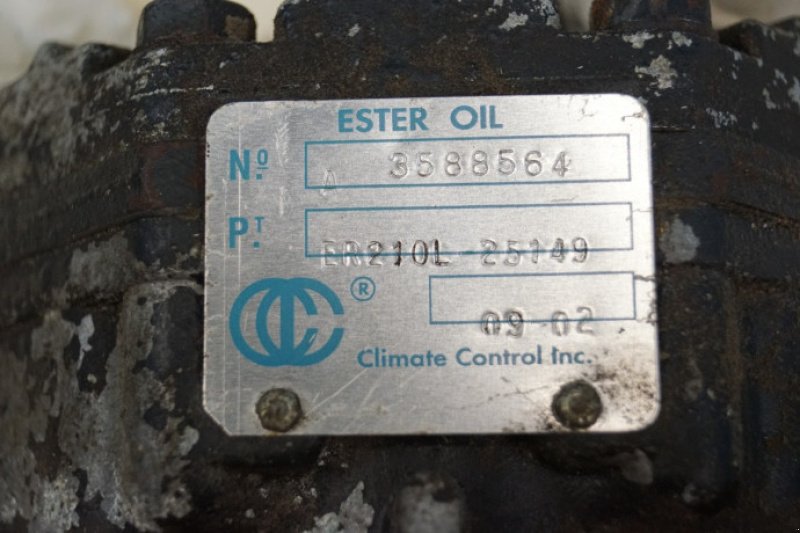 ESTER OIL
Nº. A 3588564
PT. ER210L-25149
®
09 02
Climate Control Inc.